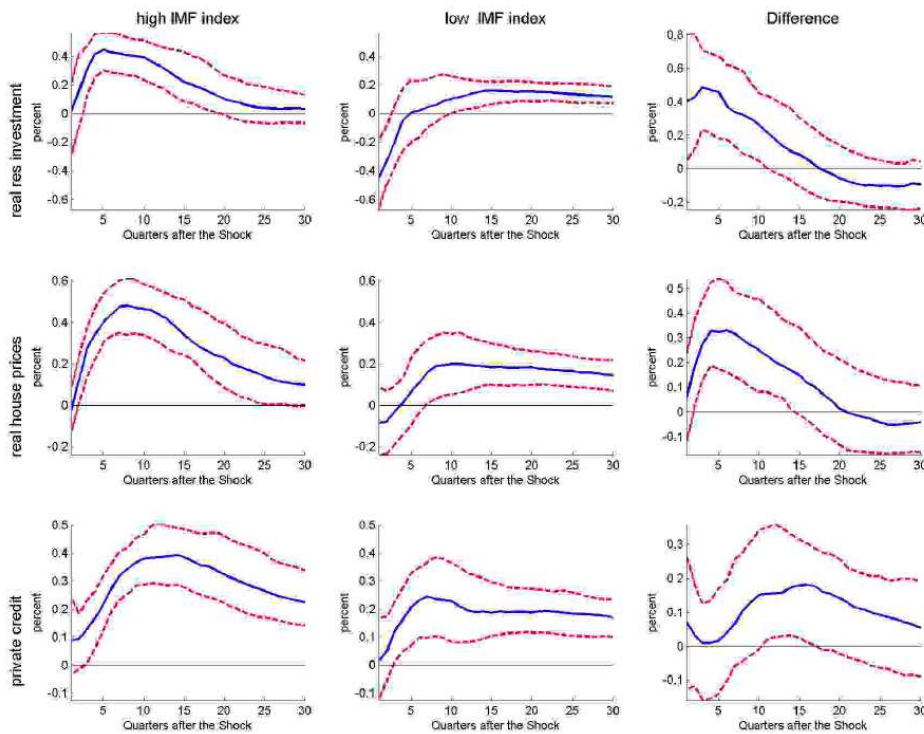 high IMF index low IMF index Difference
real res investment
percent
0.4
0.2
0
-0.2
-0.4
-0.6
5 10 15 20 25 30
Quarters after the Shock
percent
0.4
0.2
0
-0.2
-0.4
-0.6
5 10 15 20 25 30
Quarters after the Shock
percent
0.8
0.6
0.4
0.2
0
-0.2
5 10 15 20 25 30
Quarters after the Shock
real house prices
percent
0.6
0.4
0.2
0
-0.2
5 10 15 20 25 30
Quarters after the Shock
percent
0.6
0.4
0.2
0
-0.2
5 10 15 20 25 30
Quarters after the Shock
percent
0.5
0.4
0.3
0.2
0.1
0
-0.1
5 10 15 20 25 30
Quarters after the Shock
private credit
percent
0.5
0.4
0.3
0.2
0.1
0
-0.1
5 10 15 20 25 30
Quarters after the Shock
percent
0.5
0.4
0.3
0.2
0.1
0
-0.1
5 10 15 20 25 30
Quarters after the Shock
percent
0.3
0.2
0.1
0
-0.1
5 10 15 20 25 30
Quarters after the Shock